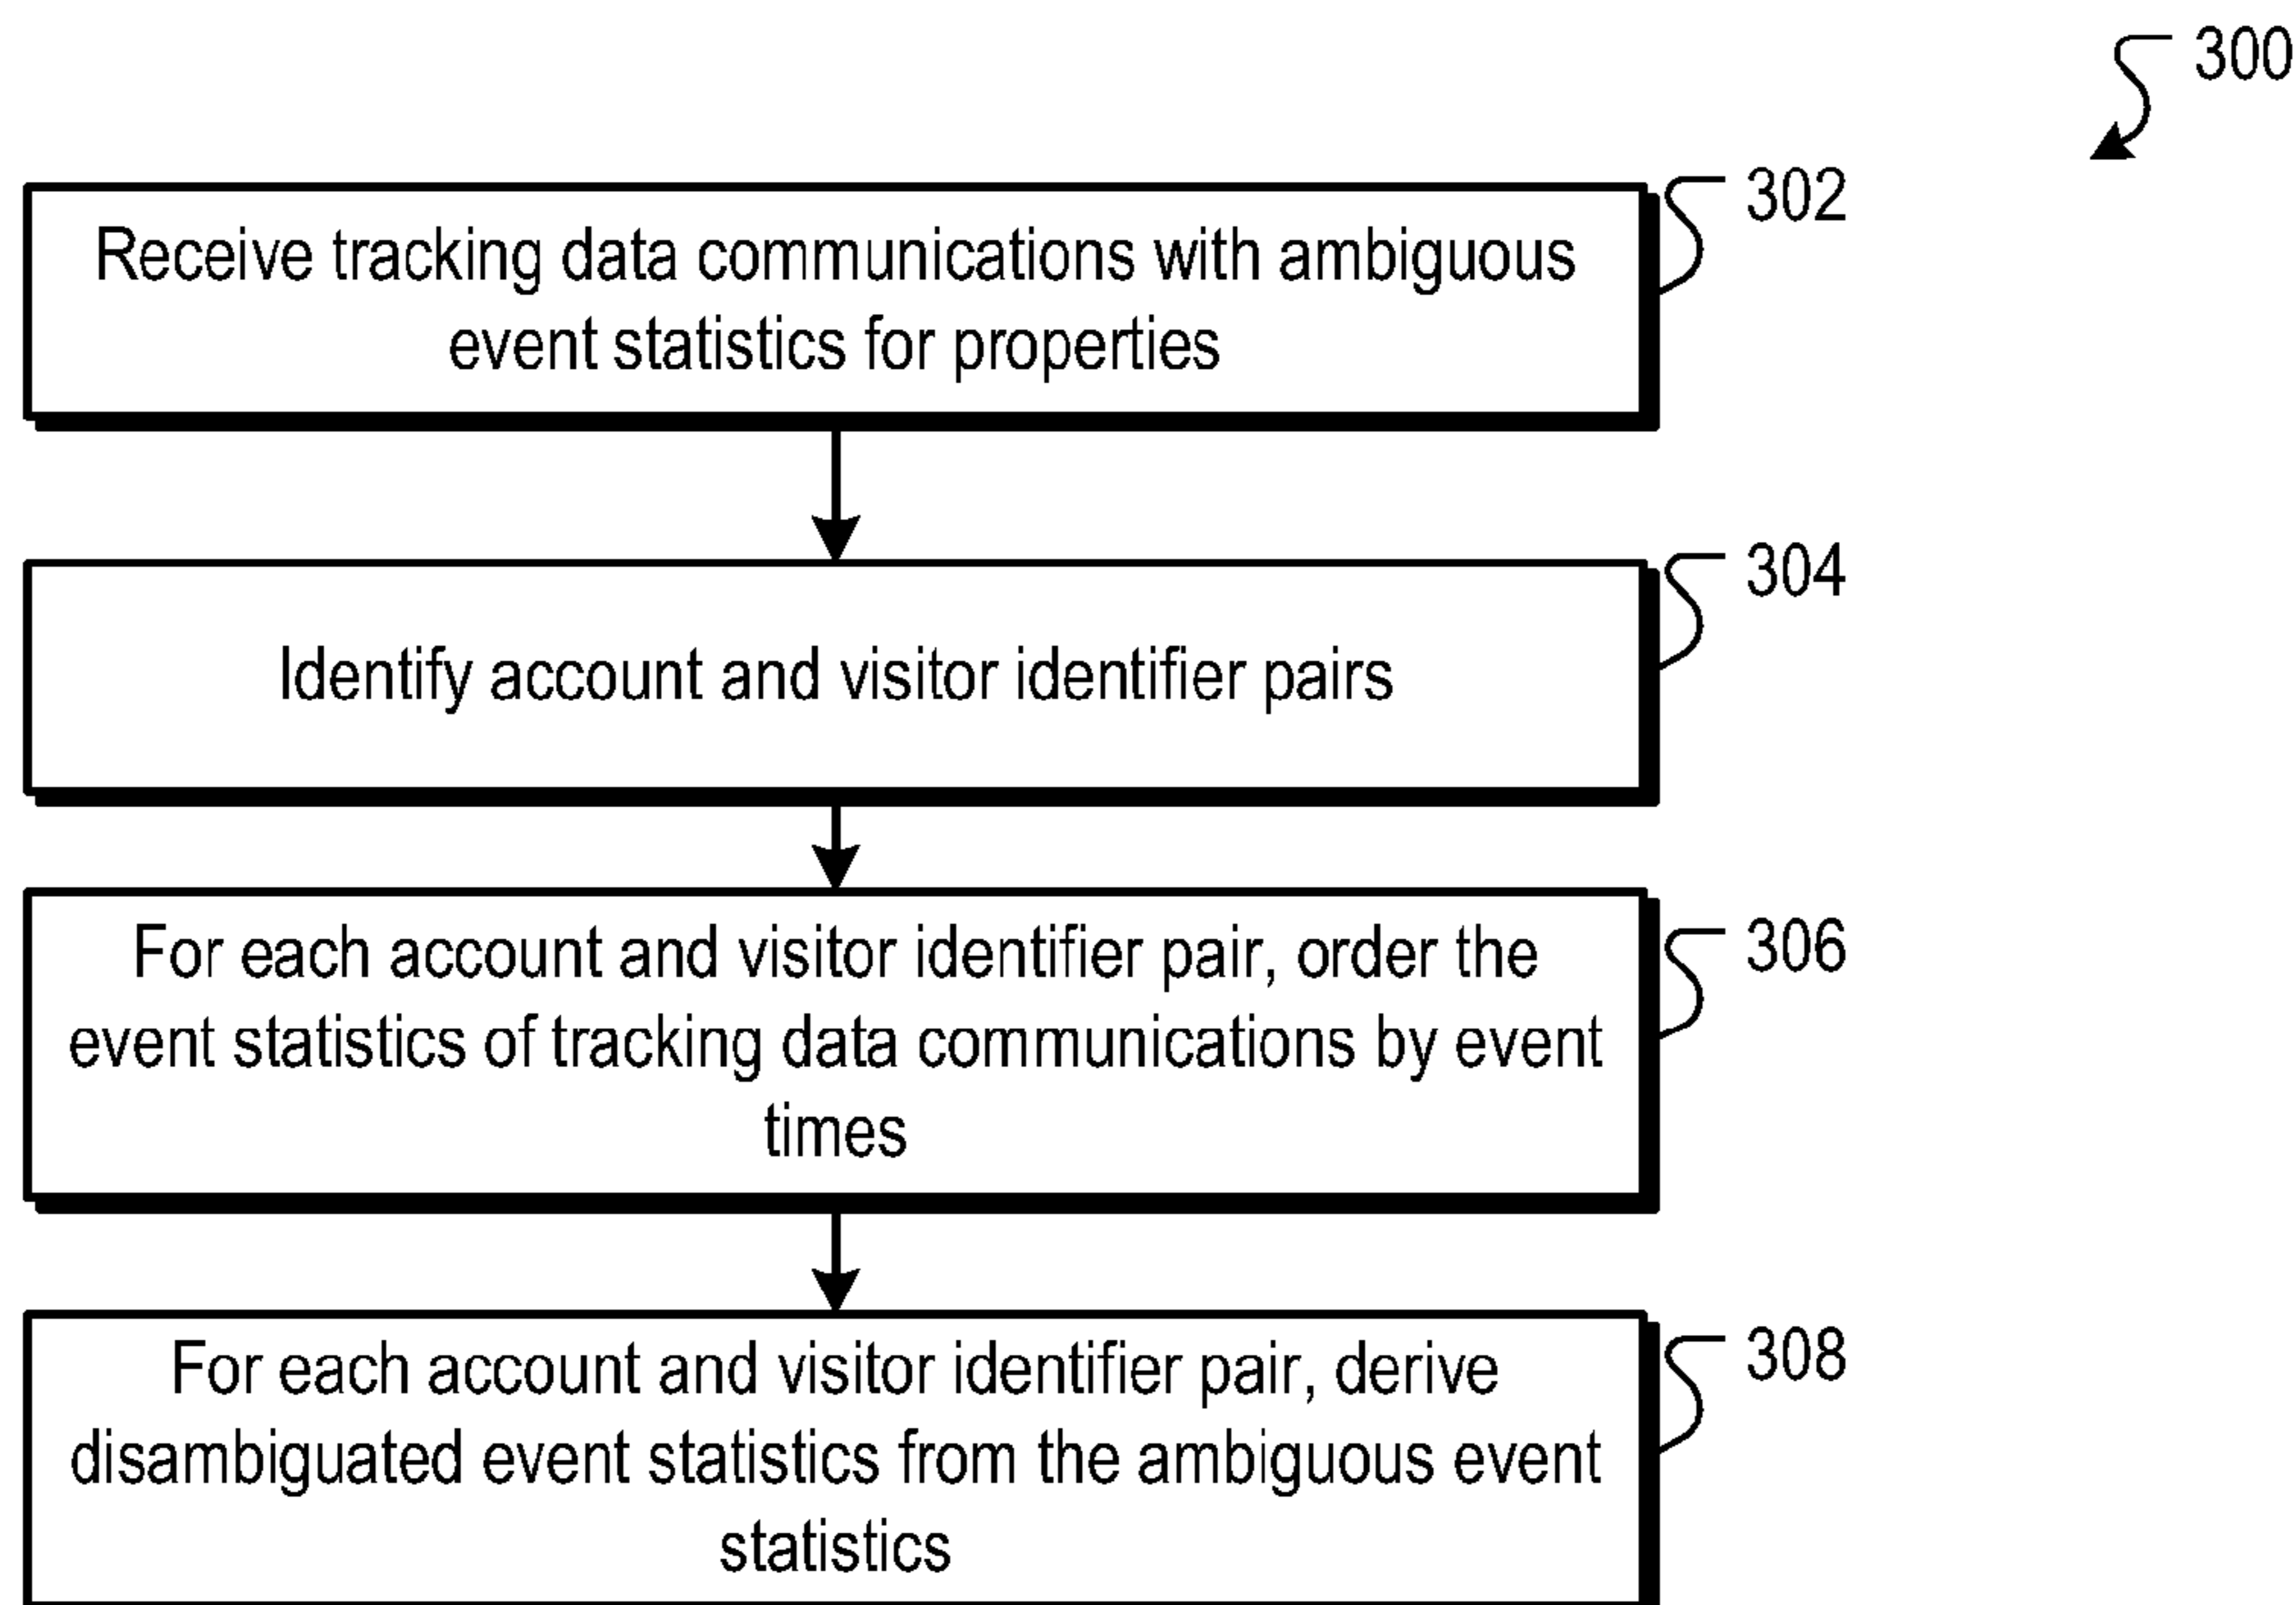 300
302
Receive tracking data communications with ambiguous
event statistics for properties
304
Identify account and visitor identifier pairs
306
For each account and visitor identifier pair, order the
event statistics of tracking data communications by event
times
308
For each account and visitor identifier pair, derive
disambiguated event statistics from the ambiguous event
statistics